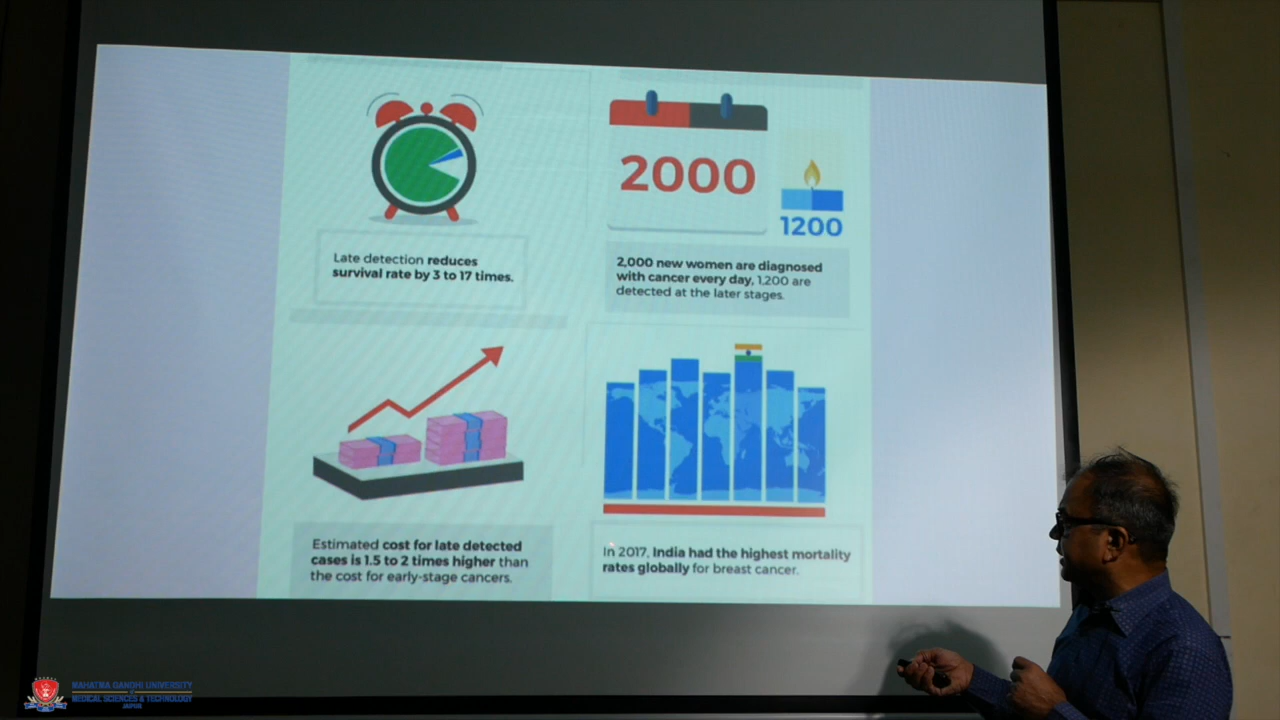 Late detection reduces
survival rate by 3 to 17 times.
2000
1200
2,000 new women are diagnosed
with cancer every day, 1,200 are
detected at the later stages.
Estimated cost for late detected
cases is 1.5 to 2 times higher than
the cost for early-stage cancers.
In 2017, India had the highest mortality
rates globally for breast cancer.
MAHATMA GANDHI UNIVERSITY
MEDICAL SCIENCES & TECHNOLOGY
JAIPUR